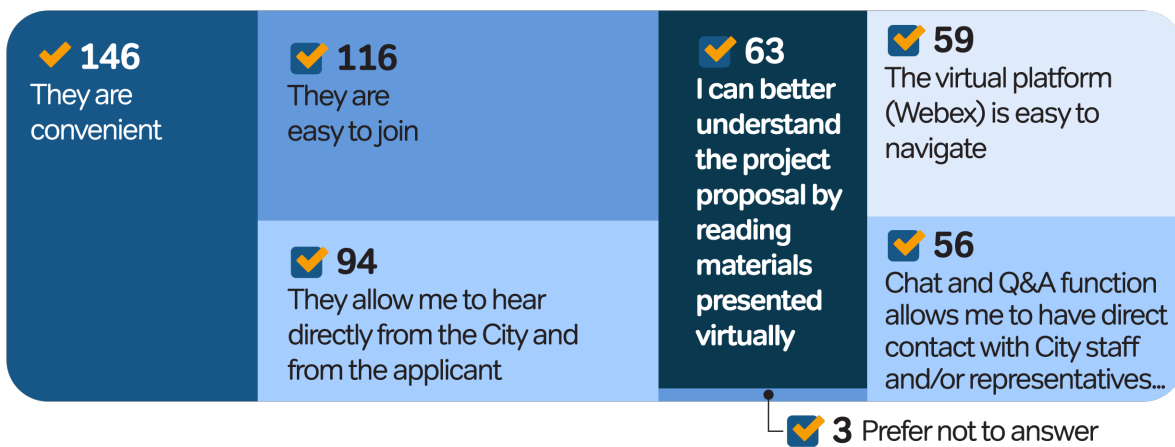 146
They are
convenient
116
They are
easy to join
94
They allow me to hear
directly from the City and
from the applicant
63
I can better
understand
the project
proposal by
reading
materials
presented
virtually
59
The virtual platform
(Webex) is easy to
navigate
56
Chat and Q&A function
allows me to have direct
contact with City staff
and/or representatives...
3 Prefer not to answer